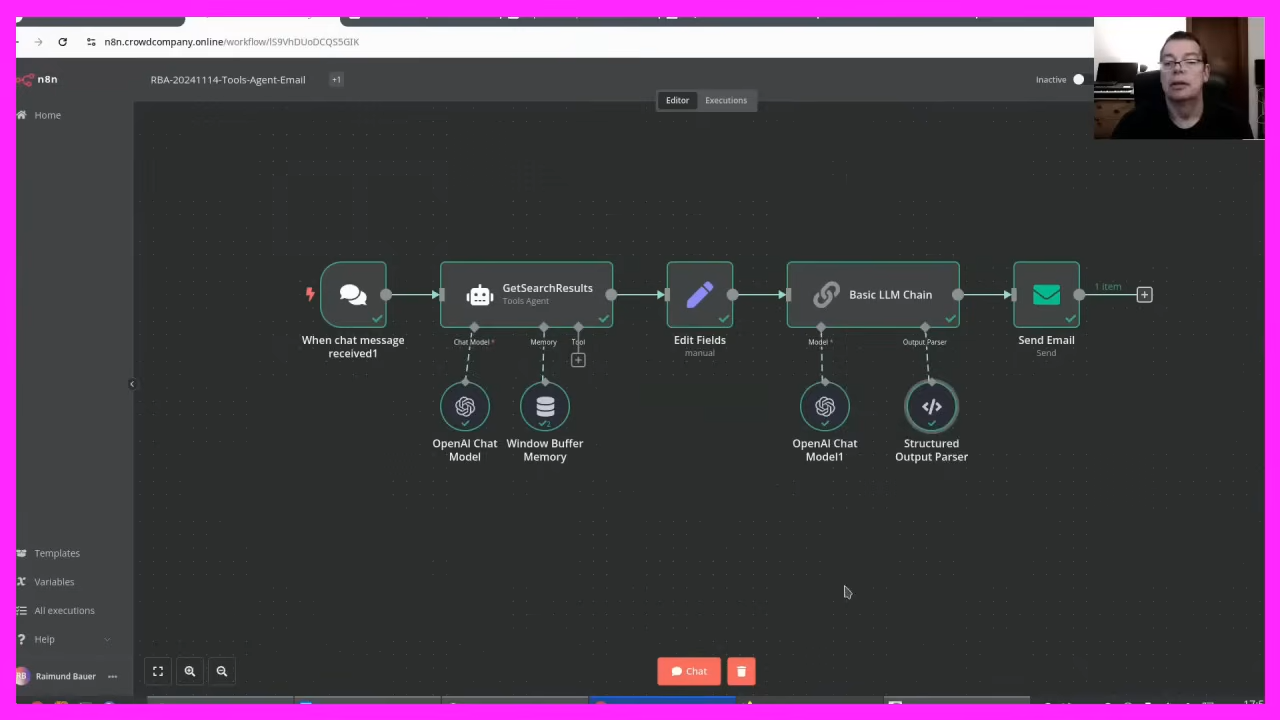 n8n.crowdcompany.online/workflow/lS9VhDUoDCQS5GIK
n8n
RBA-20241114-Tools-Agent-Email
+1
Inactive
Editor
Executions
Home
GetSearchResults
Tools Agent
Basic LLM Chain
1 item
When chat message
received1
Chat Model *
Memory
Tool
Edit Fields
manual
Model *
Output Parser
Send Email
Send
OpenAI Chat
Model
Window Buffer
Memory
2
OpenAI Chat
Model1
Structured
Output Parser
Templates
Variables
All executions
Help
Chat
RB
Raimund Bauer